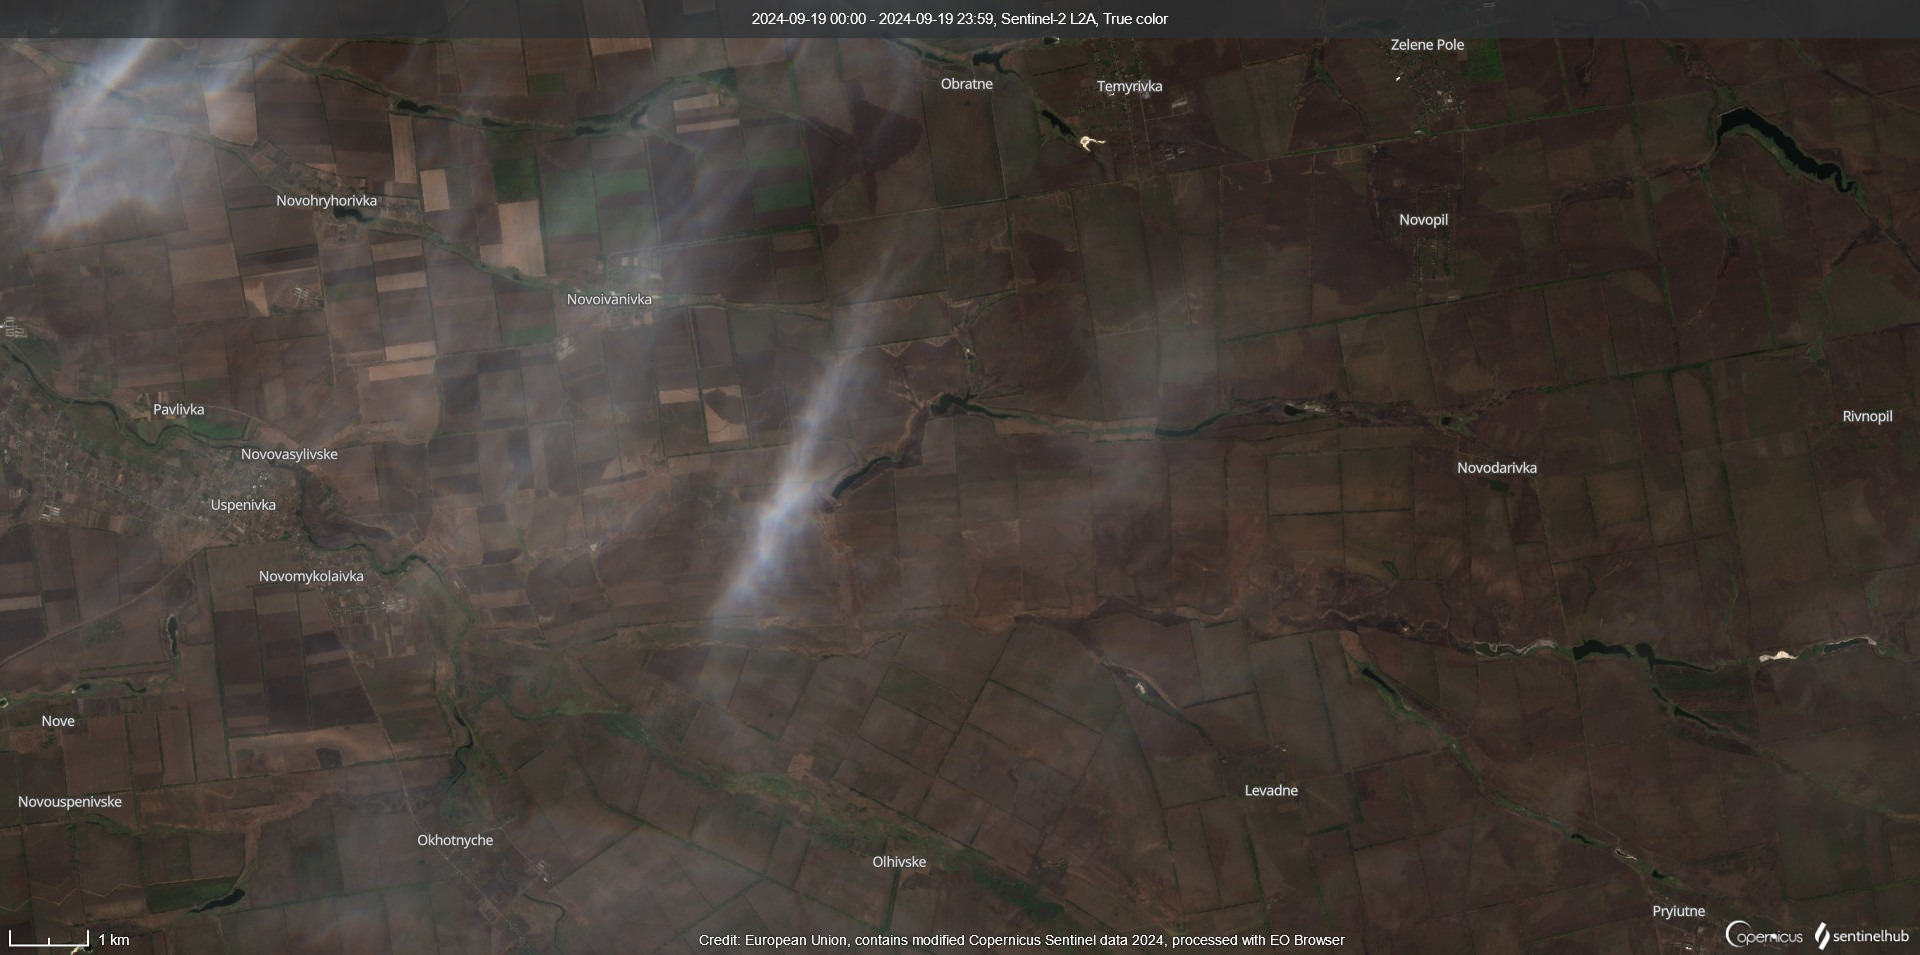 2024-09-19 00:00 - 2024-09-19 23:59, Sentinel-2 L2A, True color
Zelene Pole
Obratne
Temyrivka
Novohryhorivka
Novopil
Novoivanivka
Pavlivka
Rivnopil
Novovasylivske
Novodarivka
Uspenivka
Novomykolaivka
Nove
Levadne
Novouspenivske
Okhotnyche
Olhivske
Pryiutne
1 km
Credit: European Union, contains modified Copernicus Sentinel data 2024, processed with EO Browser
Copernicus
sentinelhub